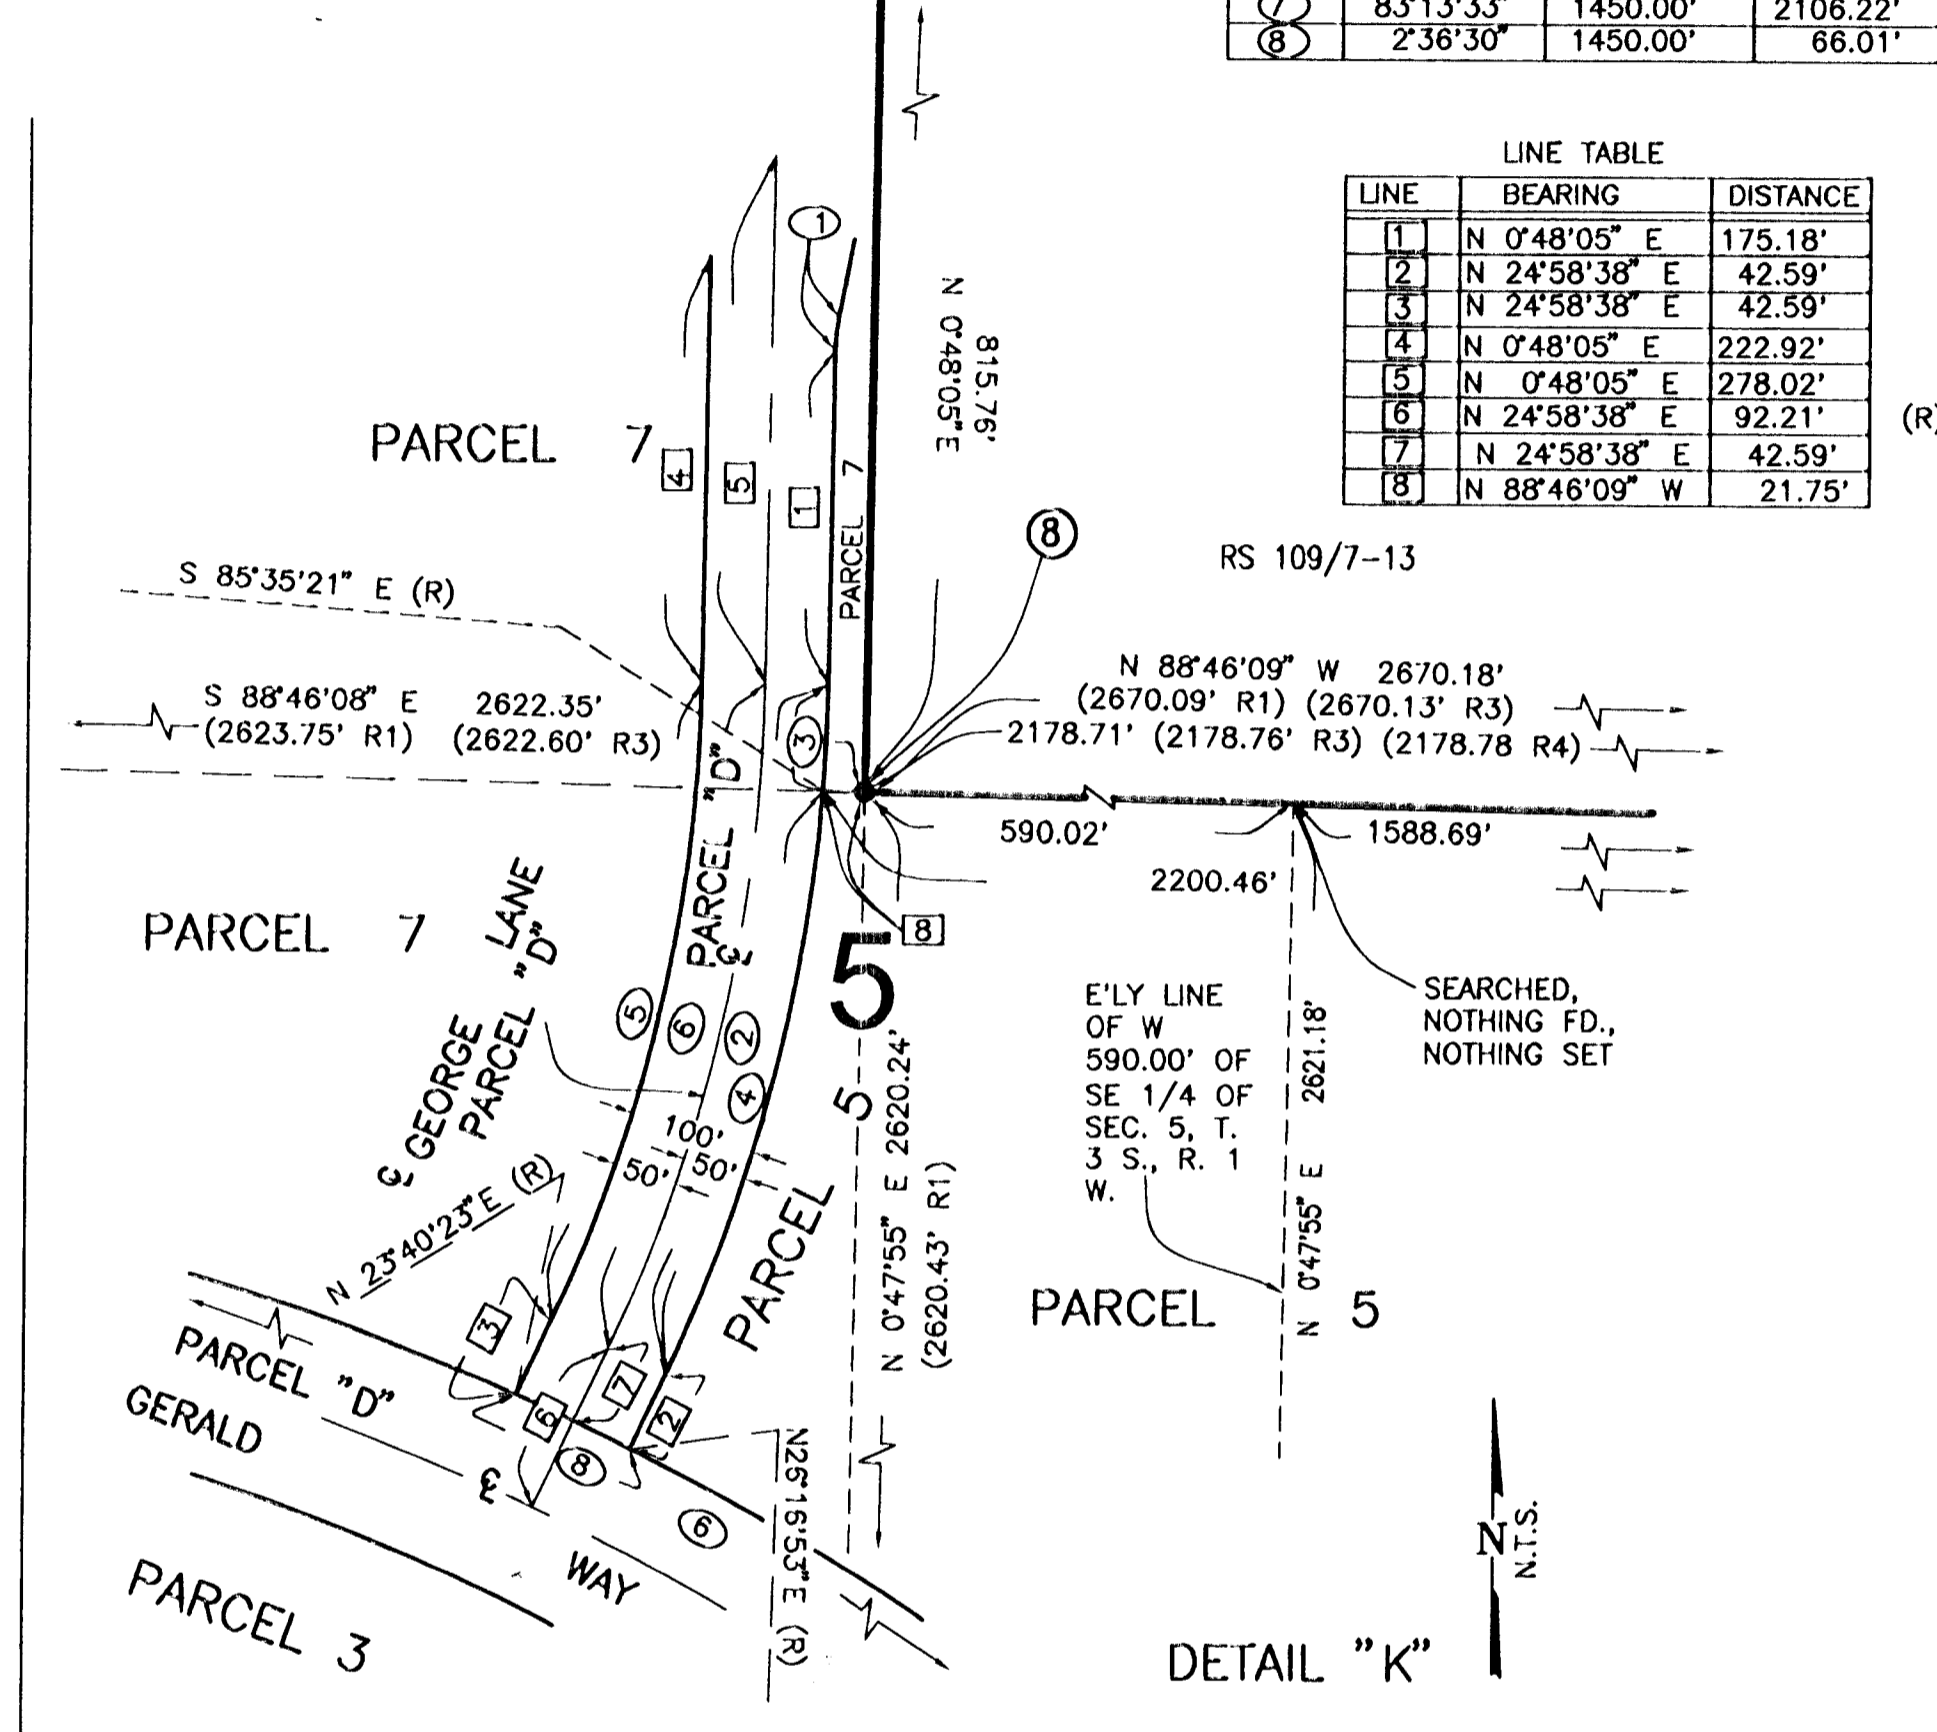 7 83°13'33" 1450.00' 2106.22'
8 2°36'30" 1450.00' 66.01'
LINE TABLE
LINE BEARING DISTANCE
1 N 0°48'05" E 175.18'
2 N 24°58'38" E 42.59'
3 N 24°58'38" E 42.59'
4 N 0°48'05" E 222.92'
5 N 0°48'05" E 278.02'
6 N 24°58'38" E 92.21' (R)
7 N 24°58'38" E 42.59'
8 N 88°46'09" W 21.75'
RS 109/7-13
1
815.76'
N 0°48'05" E
PARCEL 7
4
5
1
PARCEL 7
8
S 85°35'21" E (R)
S 88°46'08" E 2622.35'
(2623.75' R1) (2622.60' R3)
3
N 88°46'09" W 2670.18'
(2670.09' R1) (2670.13' R3)
2178.71' (2178.76' R3) (2178.78 R4)
590.02'
1588.69'
2200.46'
PARCEL "D"
℄
8
5
PARCEL 7
℄ GEORGE LANE
PARCEL "D"
5
6
2
4
100'
50' 50'
PARCEL 5
N 0°47'55" E 2620.24'
(2620.43' R1)
E'LY LINE
OF W
590.00' OF
SE 1/4 OF
SEC. 5, T.
3 S., R. 1
W.
N 0°47'55" E 2621.18'
SEARCHED,
NOTHING FD.,
NOTHING SET
PARCEL 5
N 23°40'23" E (R)
3
6
7
2
8
6
N26°16'53" E (R)
PARCEL "D"
GERALD
℄
WAY
PARCEL 3
N
N.T.S.
DETAIL "K"